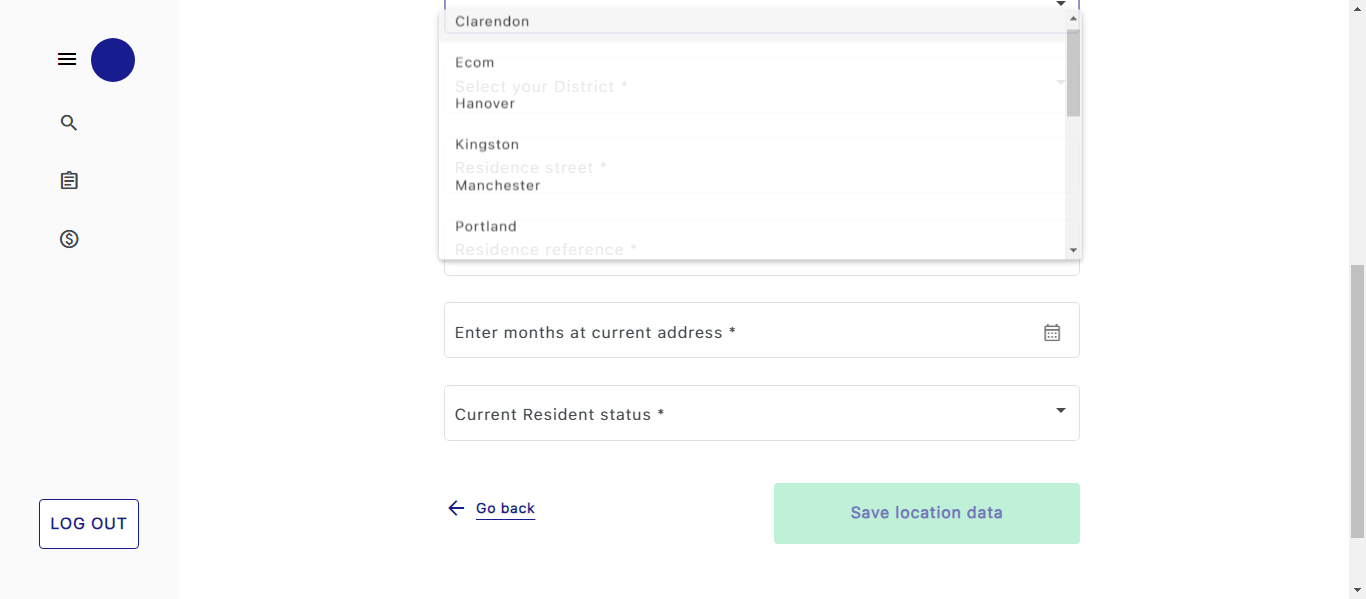 Clarendon
Ecom
Select your District *
Hanover
Kingston
Residence street *
Manchester
Portland
Residence reference *
Enter months at current address *
Current Resident status *
Go back
Save location data
LOG OUT